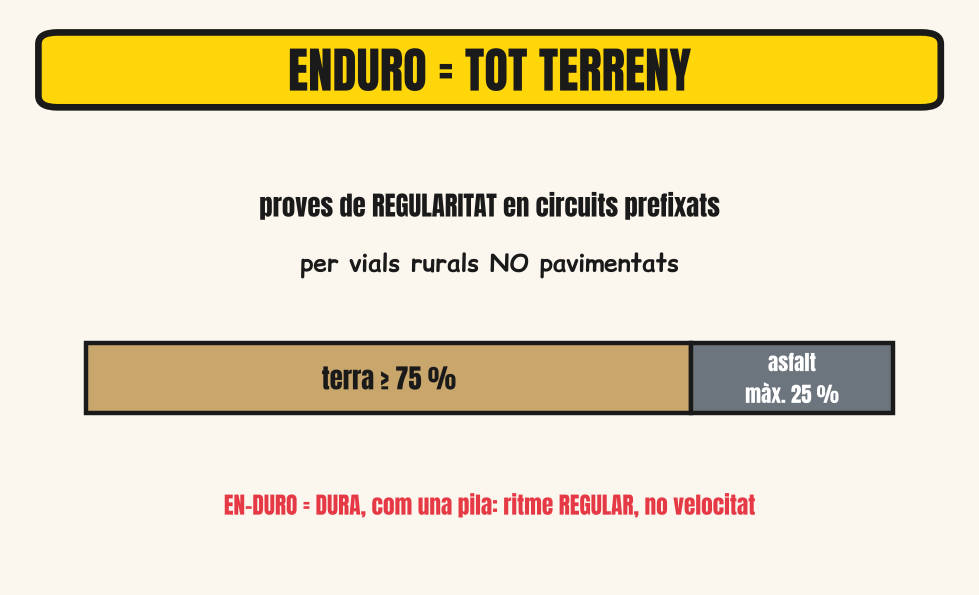 ENDURO = TOT TERRENY
proves de REGULARITAT en circuits prefixats
per vials rurals NO pavimentats
terra ≥ 75 %
asfalt
màx. 25 %
EN-DURO = DURA, com una pila: ritme REGULAR, no velocitat